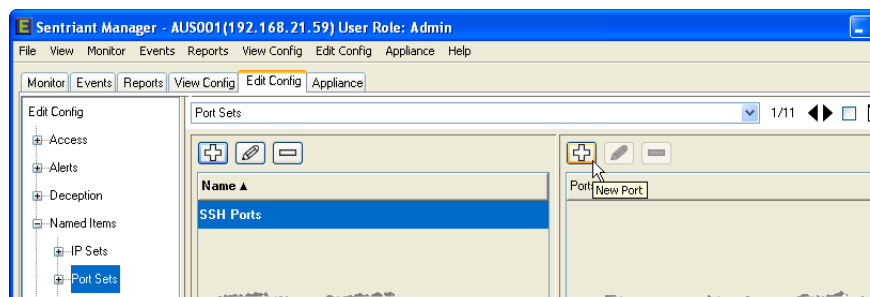 Sentriant Manager - AUS001(192.168.21.59) User Role: Admin
File View Monitor Events Reports View Config Edit Config Appliance Help
Monitor Events Reports View Config Edit Config Appliance
Edit Config
Port Sets 1/11
Access
Alerts
Deception
Name
Port
New Port
SSH Ports
Named Items
IP Sets
Port Sets